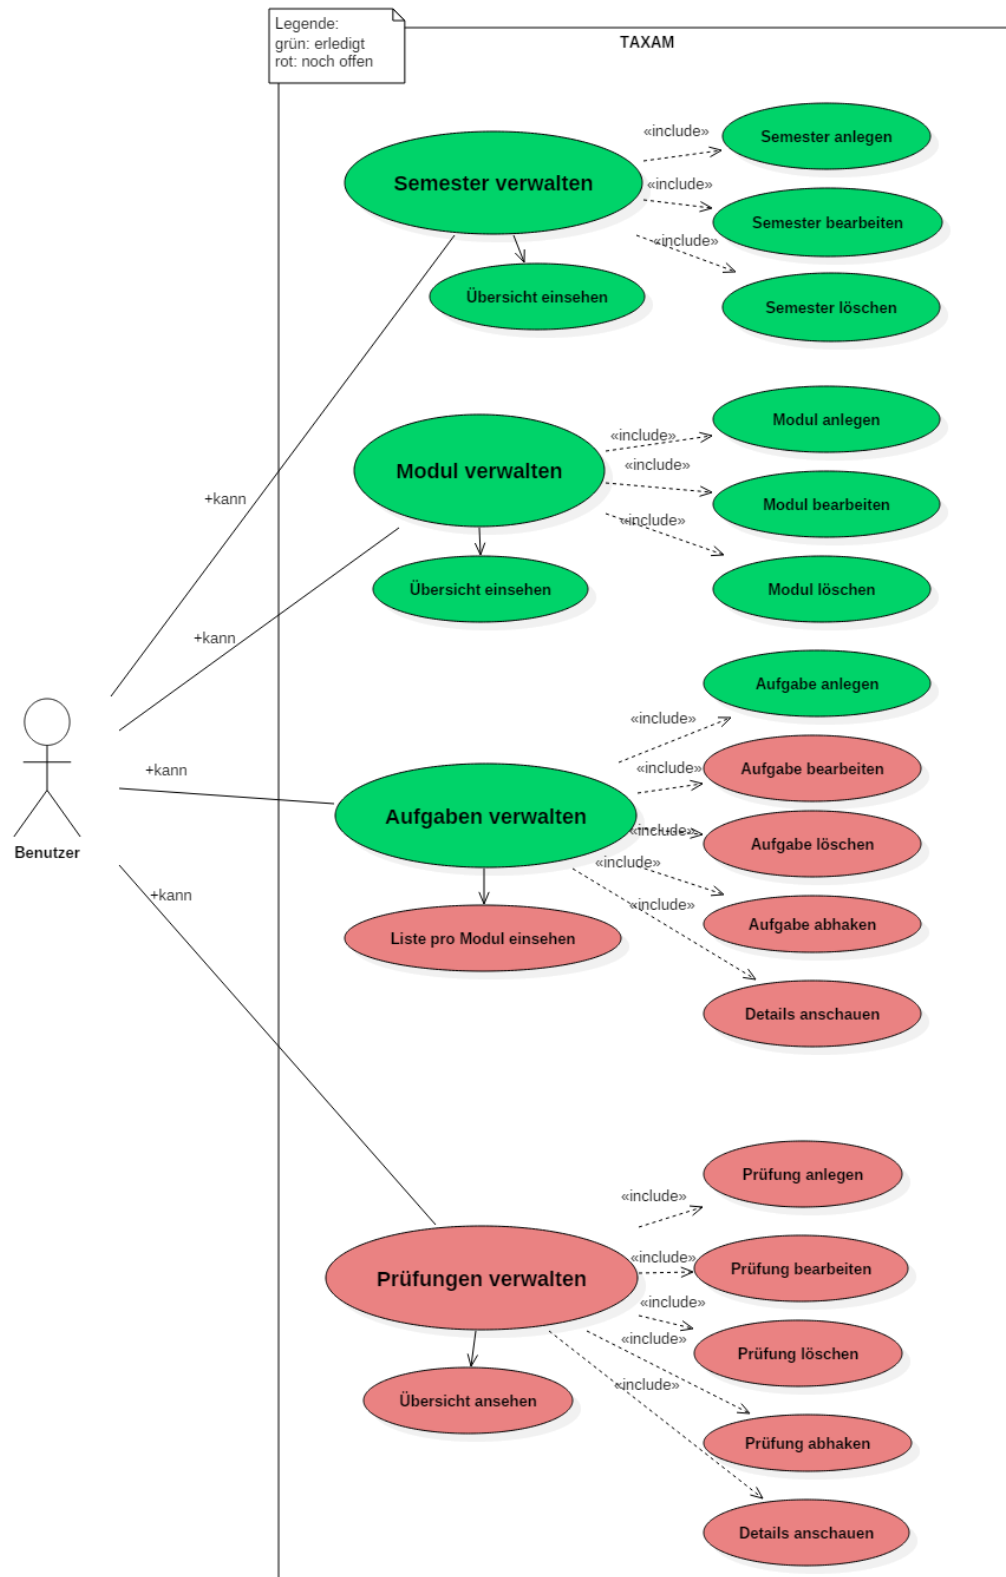 Legende:
grün: erledigt
rot: noch offen
TAXAM
«include»
Semester anlegen
Semester verwalten
«include»
Semester bearbeiten
«include»
Übersicht einsehen
Semester löschen
Modul anlegen
«include»
Modul verwalten
«include»
+kann
Modul bearbeiten
«include»
Übersicht einsehen
Modul löschen
+kann
Aufgabe anlegen
«include»
+kann
«include»
Aufgabe bearbeiten
Aufgaben verwalten
«include»
Aufgabe löschen
Benutzer
«include»
+kann
«include»
Aufgabe abhaken
Liste pro Modul einsehen
Details anschauen
Prüfung anlegen
«include»
«include»
Prüfung bearbeiten
Prüfungen verwalten
«include»
«include»
Prüfung löschen
«include»
Übersicht ansehen
Prüfung abhaken
Details anschauen